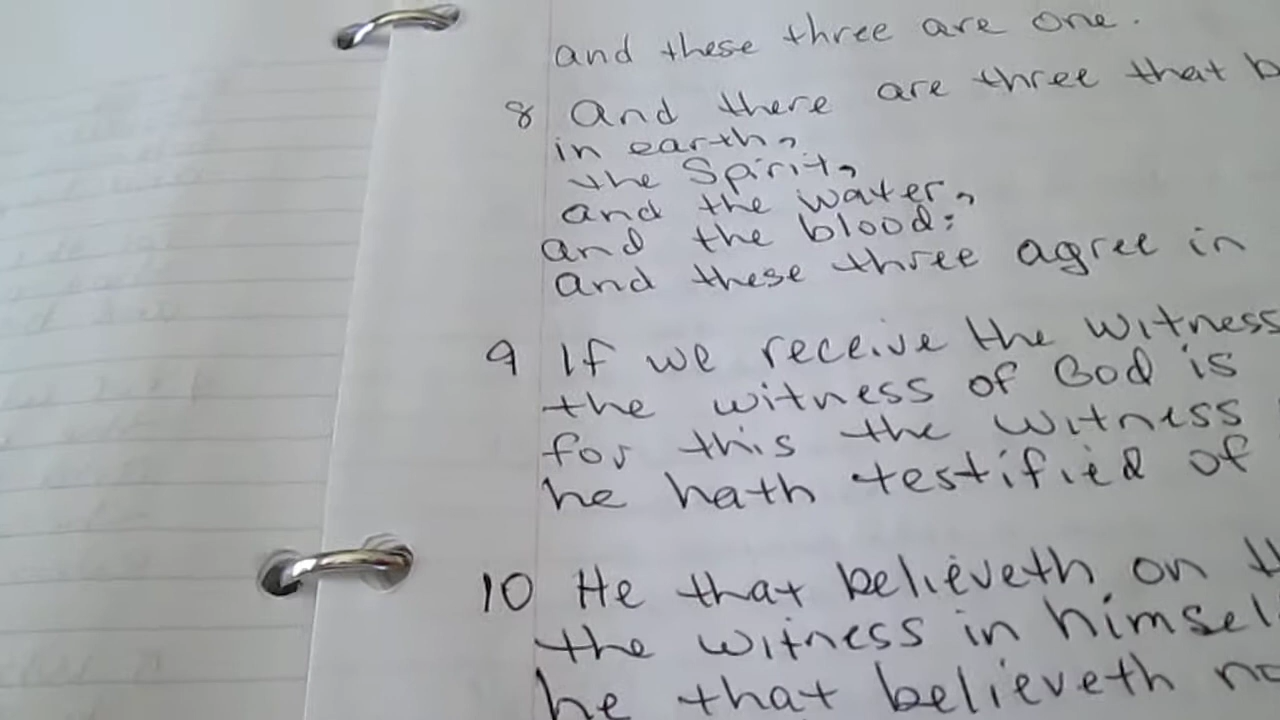 and these three are one.
8 And there are three that b
in earth,
the Spirit,
and the water,
and the blood:
and these three agree in
9 If we receive the witness
the witness of God is
for this the witness
he hath testified of
10 He that believeth on th
the witness in himsel
he that believeth no